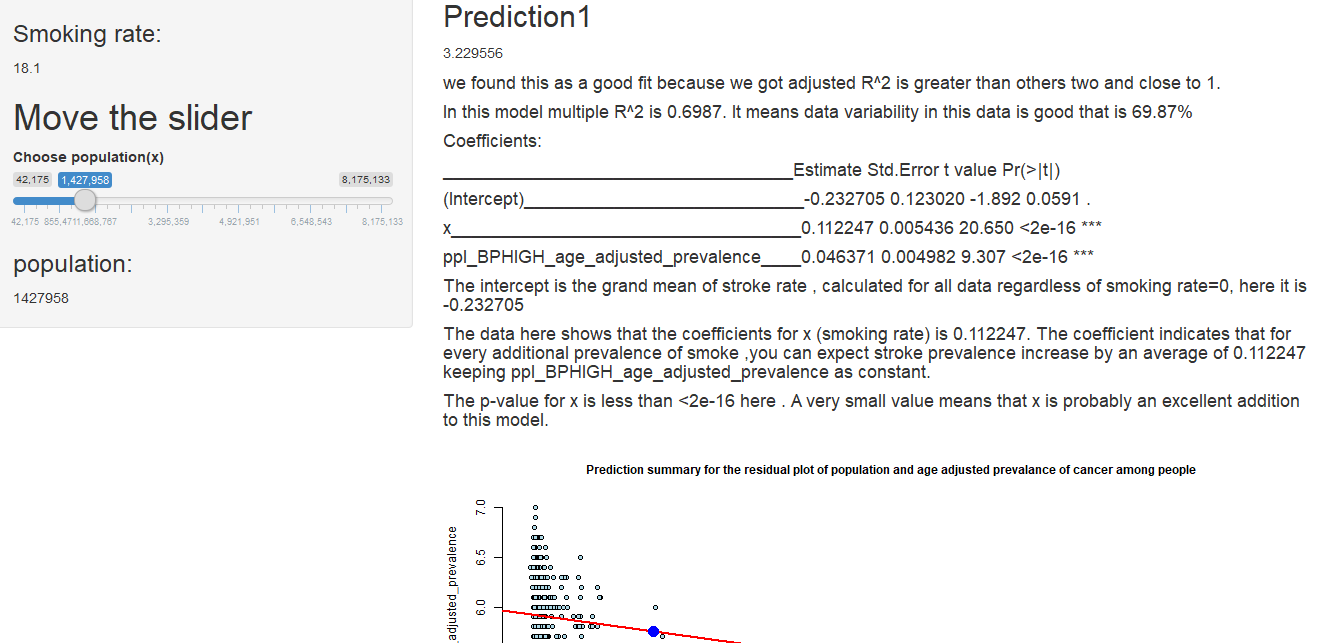 Smoking rate:
18.1
Move the slider
Choose population(x)
42,175 1,427,958 8,175,133
42,175 855,471 1,668,767 3,295,359 4,921,951 6,548,543 8,175,133
population:
1427958
Prediction1
3.229556
we found this as a good fit because we got adjusted R^2 is greater than others two and close to 1.
In this model multiple R^2 is 0.6987. It means data variability in this data is good that is 69.87%
Coefficients:
___________________________________Estimate Std.Error t value Pr(>|t|)
(Intercept)____________________________-0.232705 0.123020 -1.892 0.0591 .
x___________________________________0.112247 0.005436 20.650 <2e-16 ***
ppl_BPHIGH_age_adjusted_prevalence____0.046371 0.004982 9.307 <2e-16 ***
The intercept is the grand mean of stroke rate , calculated for all data regardless of smoking rate=0, here it is
-0.232705
The data here shows that the coefficients for x (smoking rate) is 0.112247. The coefficient indicates that for
every additional prevalence of smoke ,you can expect stroke prevalence increase by an average of 0.112247
keeping ppl_BPHIGH_age_adjusted_prevalence as constant.
The p-value for x is less than <2e-16 here . A very small value means that x is probably an excellent addition
to this model.
Prediction summary for the residual plot of population and age adjusted prevalance of cancer among people
7.0
6.5
6.0
adjusted_prevalence